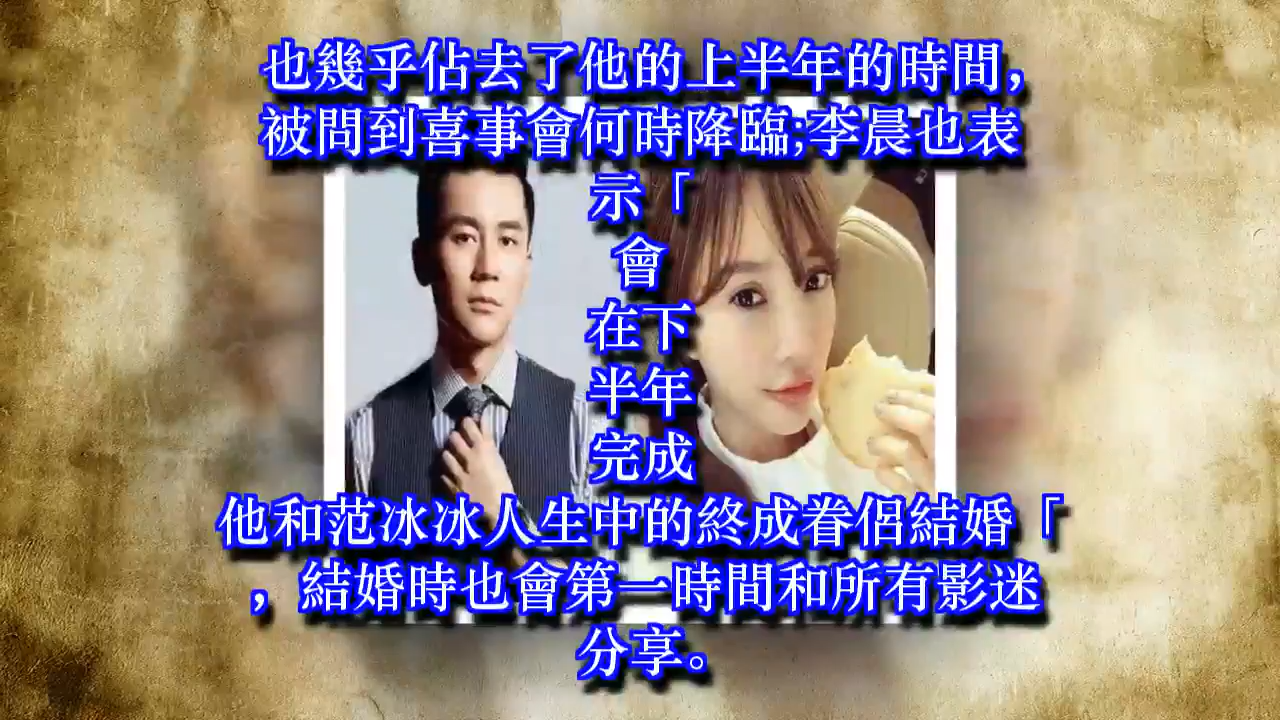 也幾乎佔去了他的上半年的時間，
被問到喜事會何時降臨;李晨也表
示「
會
在下
半年
完成
他和范冰冰人生中的終成眷侶結婚「
，結婚時也會第一時間和所有影迷
分享。